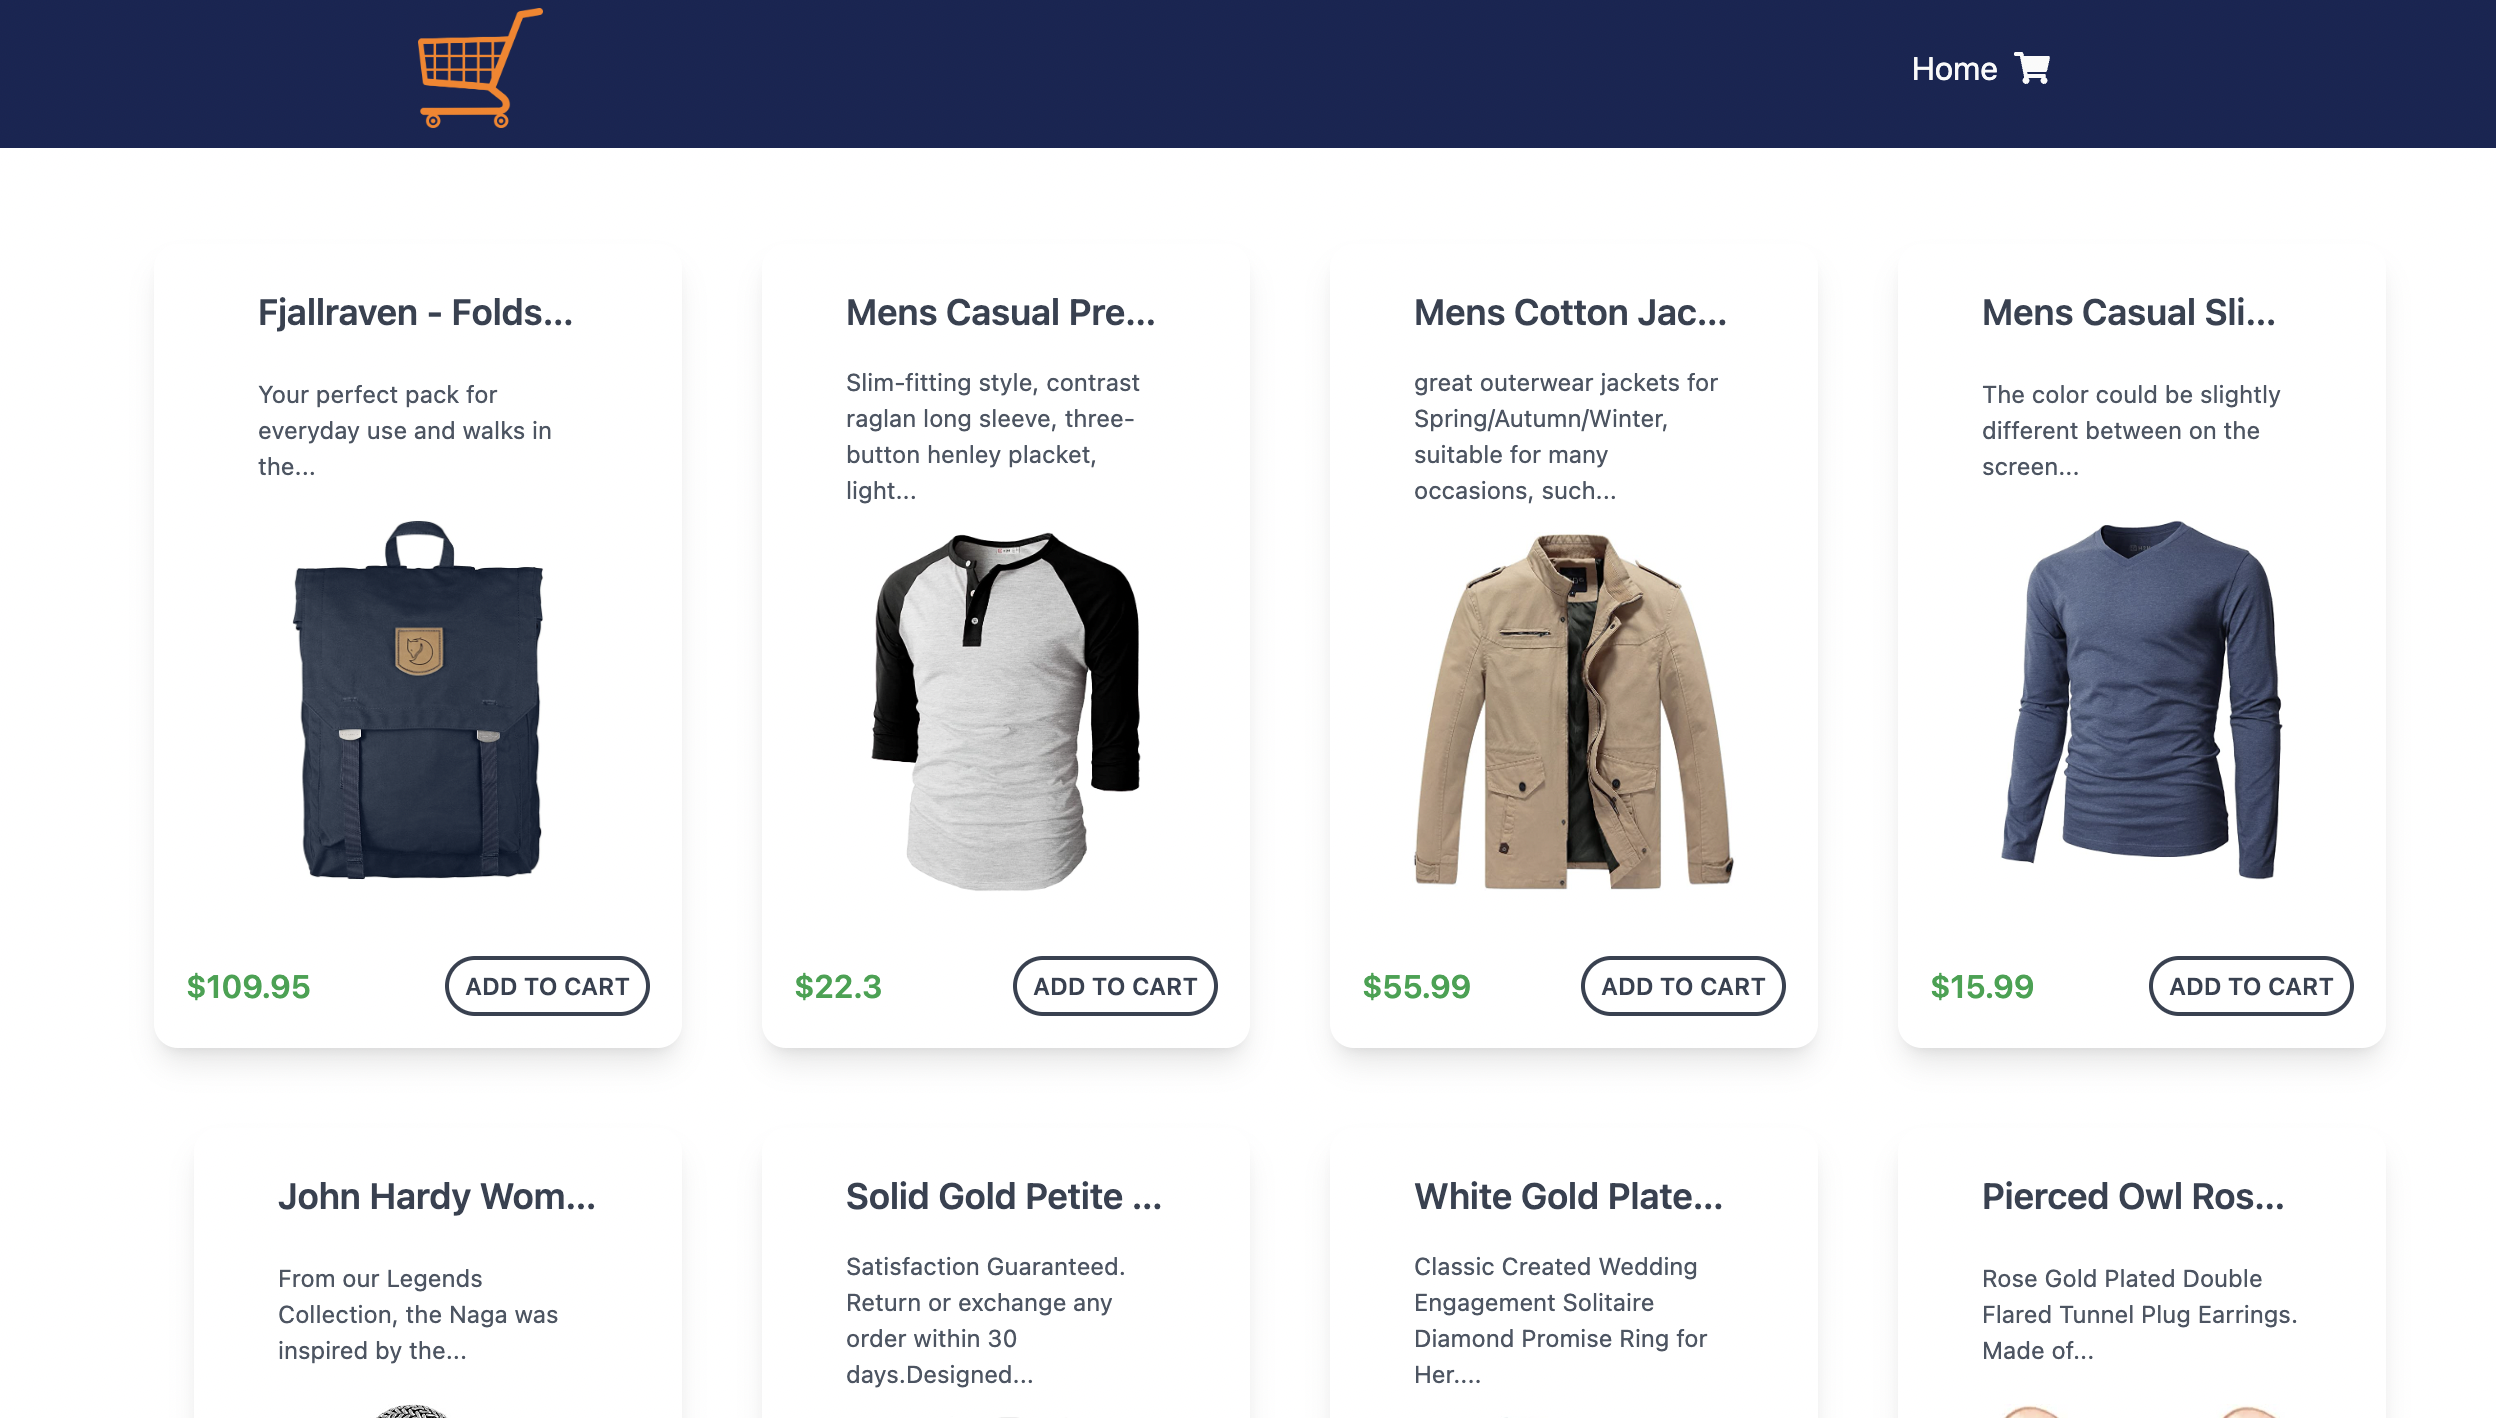 Home
Fjallraven - Folds...
Your perfect pack for
everyday use and walks in
the...
$109.95
ADD TO CART
Mens Casual Pre...
Slim-fitting style, contrast
raglan long sleeve, three-
button henley placket,
light...
$22.3
ADD TO CART
Mens Cotton Jac...
great outerwear jackets for
Spring/Autumn/Winter,
suitable for many
occasions, such...
$55.99
ADD TO CART
Mens Casual Sli...
The color could be slightly
different between on the
screen...
$15.99
ADD TO CART
John Hardy Wom...
From our Legends
Collection, the Naga was
inspired by the...
Solid Gold Petite ...
Satisfaction Guaranteed.
Return or exchange any
order within 30
days.Designed...
White Gold Plate...
Classic Created Wedding
Engagement Solitaire
Diamond Promise Ring for
Her....
Pierced Owl Ros...
Rose Gold Plated Double
Flared Tunnel Plug Earrings.
Made of...